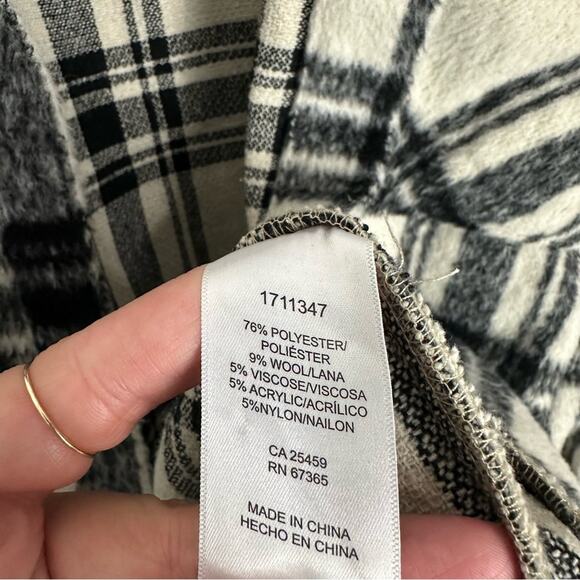 1711347
76% POLYESTER/
POLIÉSTER
9% WOOL/LANA
5% VISCOSE/VISCOSA
5% ACRYLIC/ACRÍLICO
5%NYLON/NAILON
CA 25459
RN 67365
MADE IN CHINA
HECHO EN CHINA